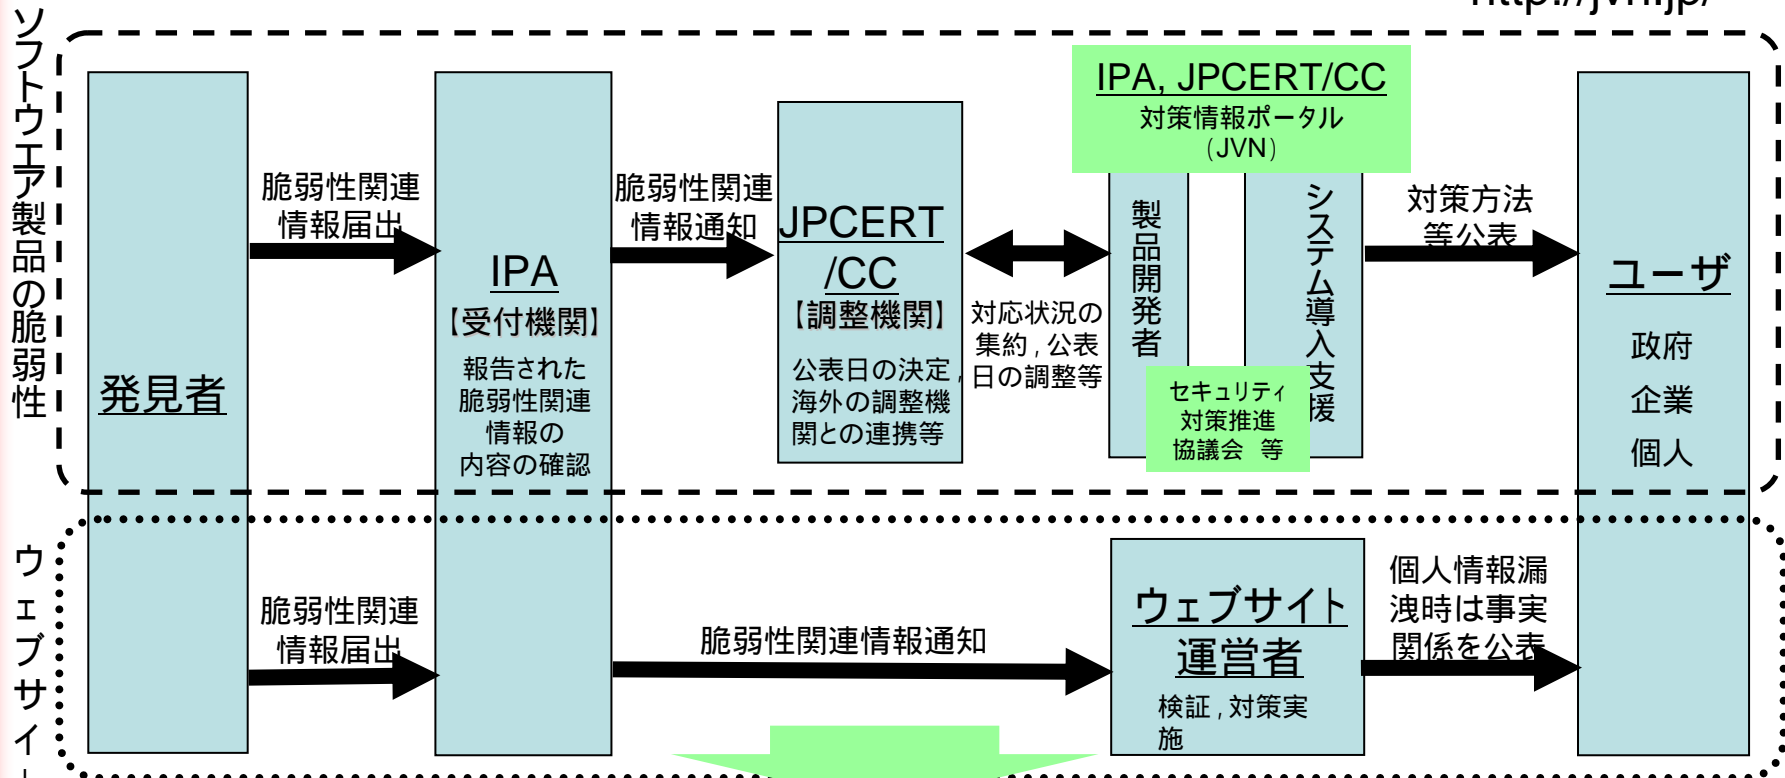 http://jvn.jp/
ソフトウエア製品の脆弱性
発見者
脆弱性関連
情報届出
IPA
【受付機関】
報告された
脆弱性関連
情報の
内容の確認
脆弱性関連
情報通知
JPCERT
/CC
【調整機関】
公表日の決定,
海外の調整機
関との連携等
対応状況の
集約,公表
日の調整等
IPA, JPCERT/CC
対策情報ポータル
(JVN)
製品開発者
システム導入支援
セキュリティ
対策推進
協議会 等
対策方法
等公表
ユーザ
政府
企業
個人
ウェブサイ
脆弱性関連
情報届出
脆弱性関連情報通知
ウェブサイト
運営者
検証,対策実
施
個人情報漏
洩時は事実
関係を公表